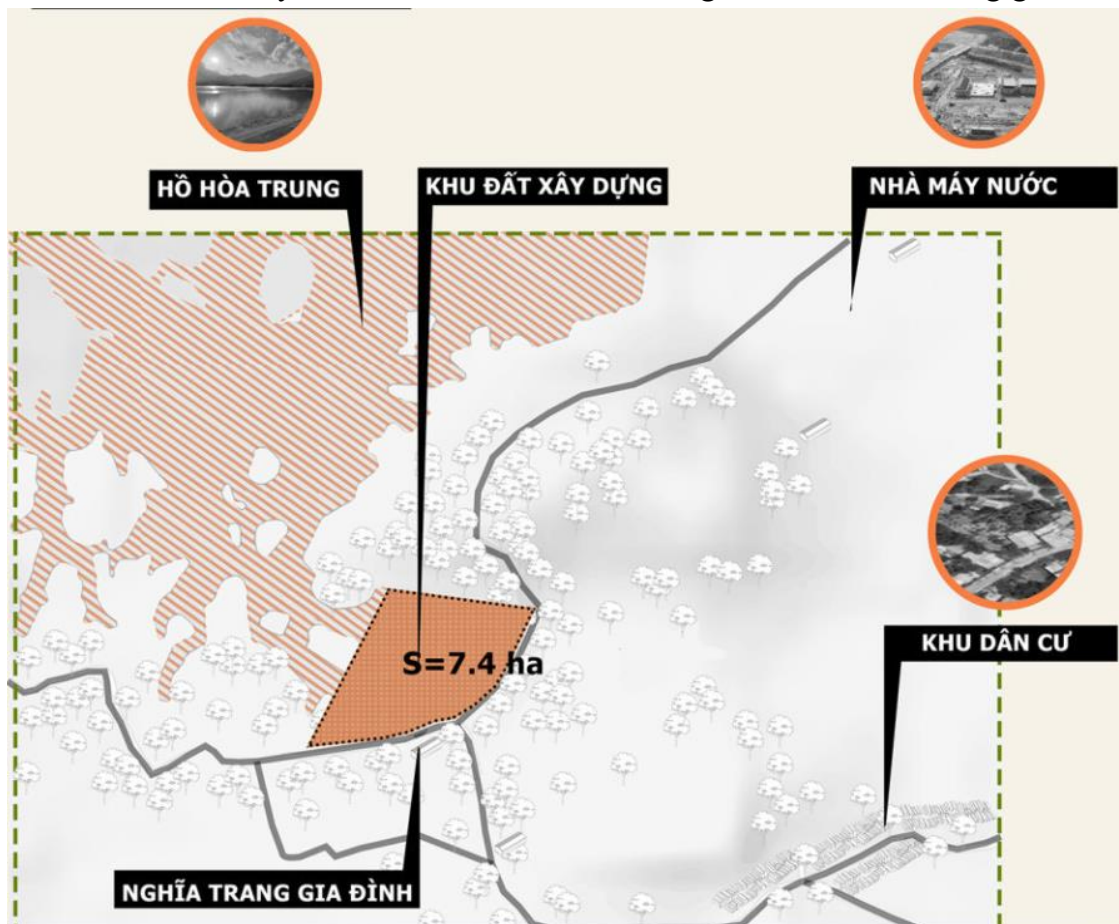 HỒ HÒA TRUNG
KHU ĐẤT XÂY DỰNG
NHÀ MÁY NƯỚC
KHU DÂN CƯ
S=7.4 ha
NGHĨA TRANG GIA ĐÌNH